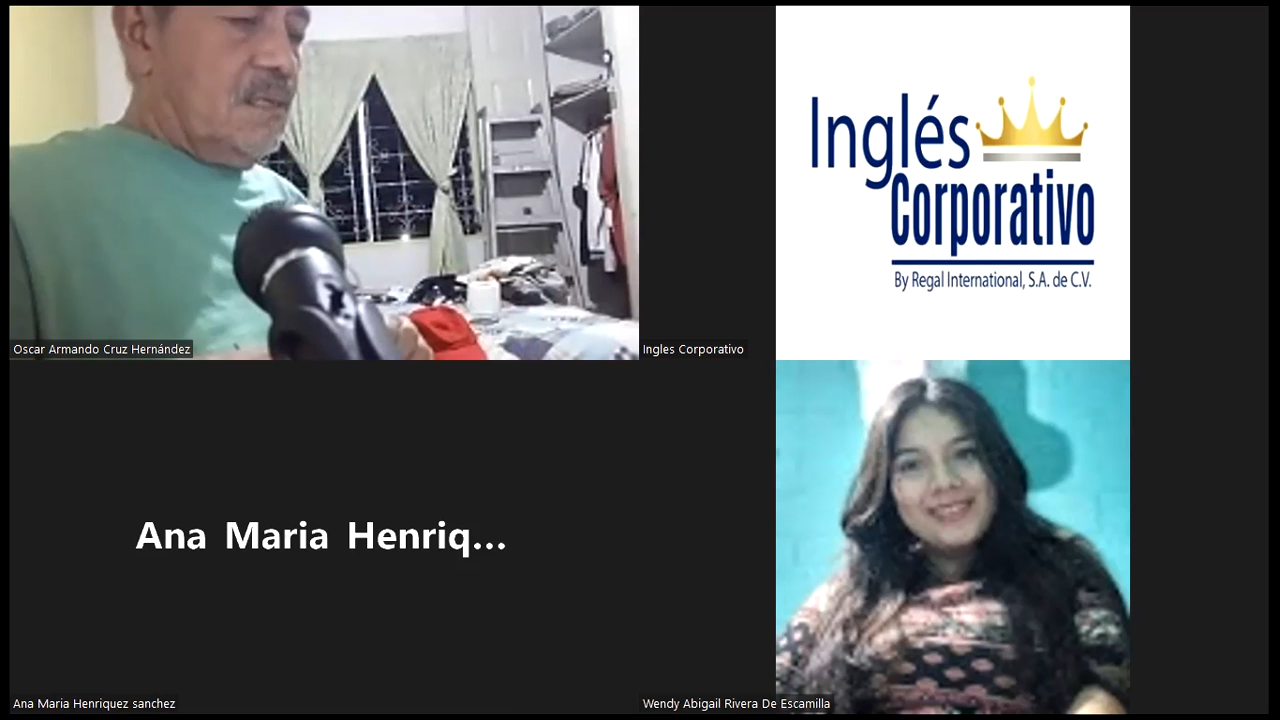 Inglés
Corporativo
By Regal International, S.A. de C.V.
Oscar Armando Cruz Hernández
Ingles Corporativo
Ana Maria Henriq...
Ana Maria Henriquez sanchez
Wendy Abigail Rivera De Escamilla